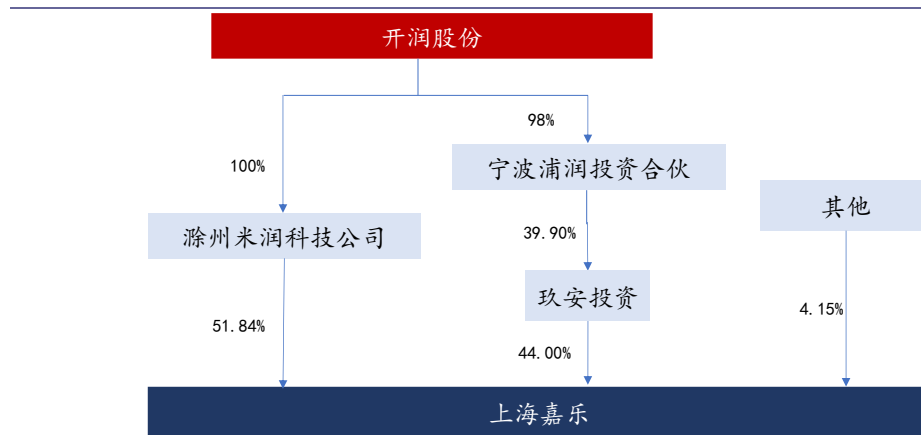 开润股份
98%
100%
宁波浦润投资合伙
其他
滁州米润科技公司
39.90%
玖安投资
4.15%
51.84%
44.00%
上海嘉乐